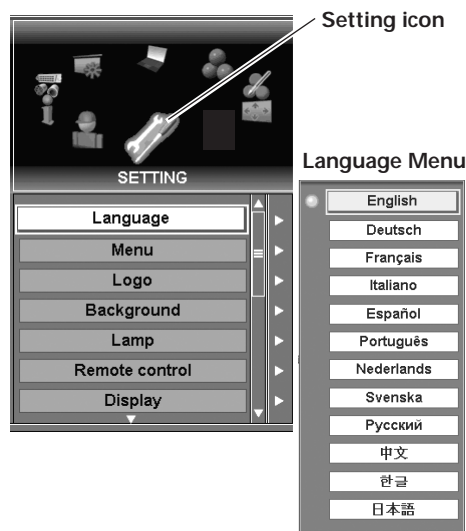 Setting icon
SETTING
Language
Menu
Logo
Background
Lamp
Remote control
Display
Language Menu
English
Deutsch
Français
Italiano
Español
Português
Nederlands
Svenska
Русский
中文
한글
日本語